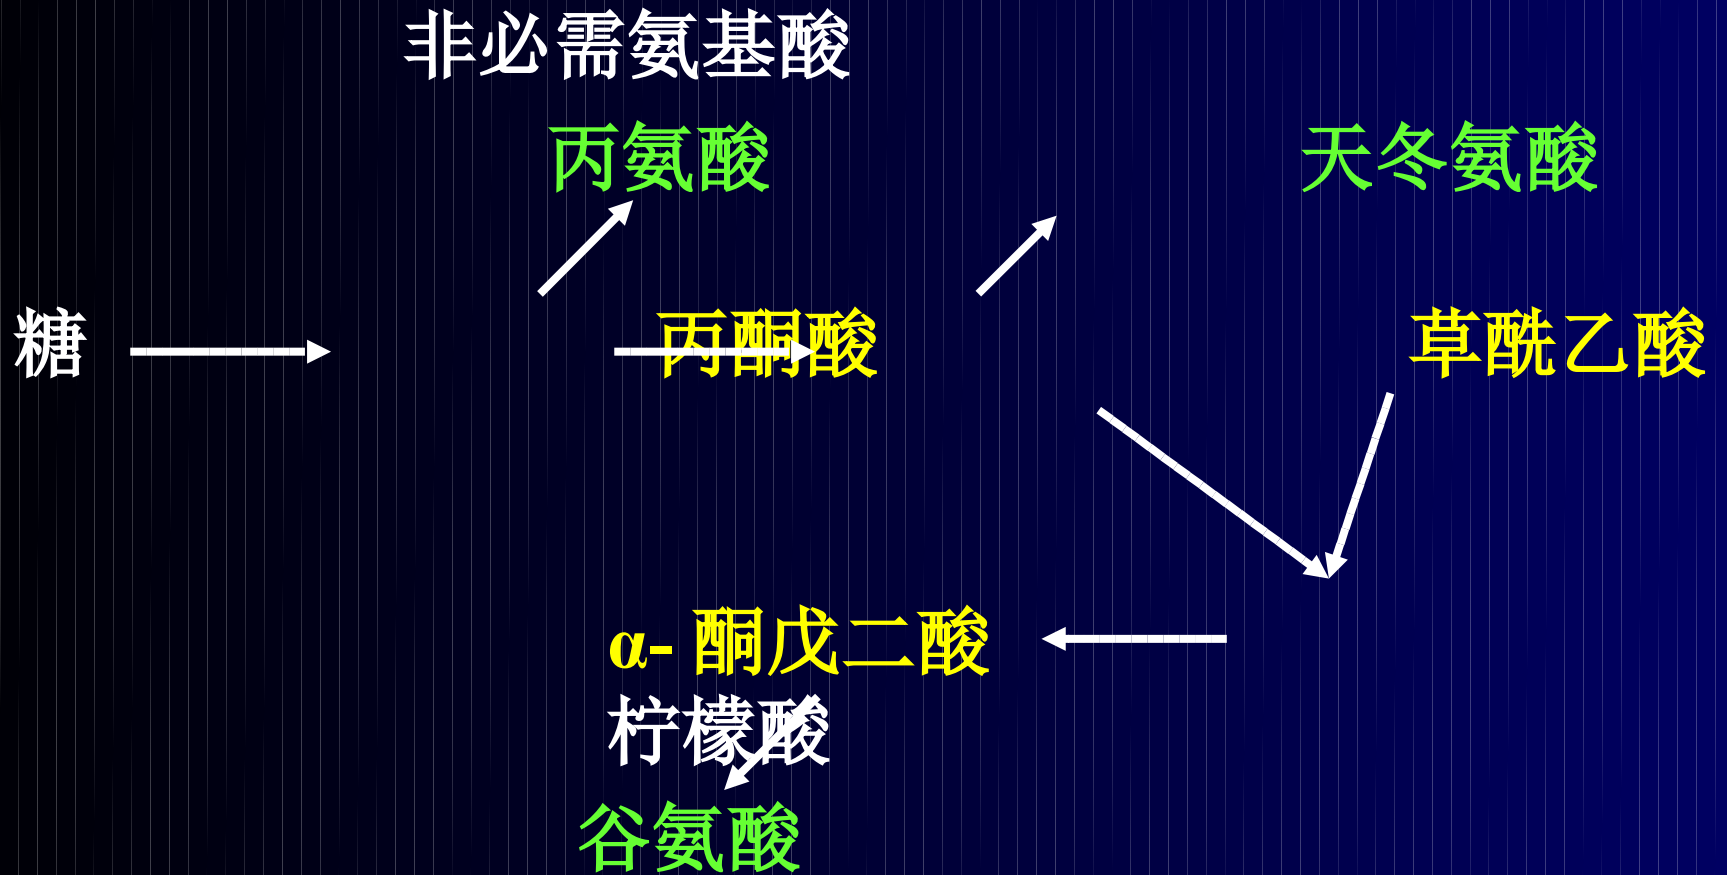 非必需氨基酸
丙氨酸 天冬氨酸
糖 丙酮酸 草酰乙酸
α- 酮戊二酸
柠檬酸
谷氨酸